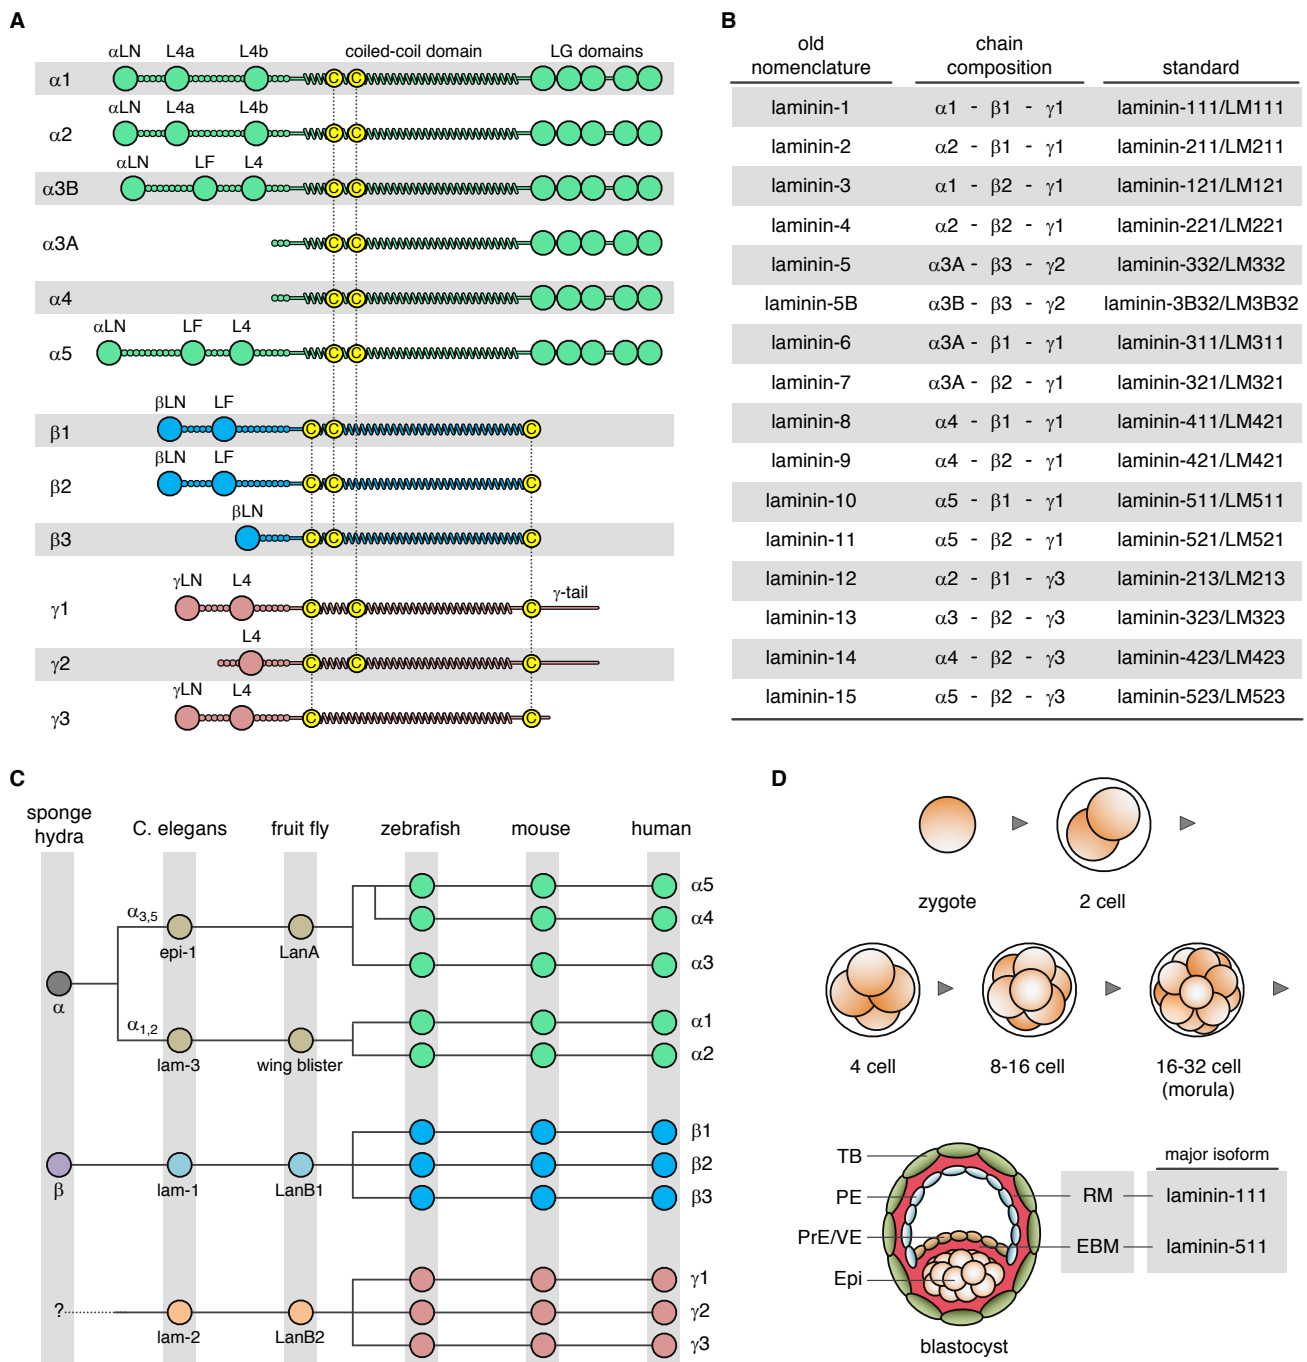 A
αLN L4a L4b coiled-coil domain LG domains
α1
αLN L4a L4b
α2
αLN LF L4
α3B
α3A
α4
αLN LF L4
α5
βLN LF
β1
βLN LF
β2
βLN
β3
γLN L4 γ-tail
γ1
L4
γ2
γLN L4
γ3
C C
C C
C C
C C
C C
C C
C C C
C C C
C C C
C C C
C C C
C C
B
old nomenclature chain composition standard
laminin-1 α1 - β1 - γ1 laminin-111/LM111
laminin-2 α2 - β1 - γ1 laminin-211/LM211
laminin-3 α1 - β2 - γ1 laminin-121/LM121
laminin-4 α2 - β2 - γ1 laminin-221/LM221
laminin-5 α3A - β3 - γ2 laminin-332/LM332
laminin-5B α3B - β3 - γ2 laminin-3B32/LM3B32
laminin-6 α3A - β1 - γ1 laminin-311/LM311
laminin-7 α3A - β2 - γ1 laminin-321/LM321
laminin-8 α4 - β1 - γ1 laminin-411/LM421
laminin-9 α4 - β2 - γ1 laminin-421/LM421
laminin-10 α5 - β1 - γ1 laminin-511/LM511
laminin-11 α5 - β2 - γ1 laminin-521/LM521
laminin-12 α2 - β1 - γ3 laminin-213/LM213
laminin-13 α3 - β2 - γ3 laminin-323/LM323
laminin-14 α4 - β2 - γ3 laminin-423/LM423
laminin-15 α5 - β2 - γ3 laminin-523/LM523
C
sponge
hydra C. elegans fruit fly zebrafish mouse human
α5
α3,5 α4
epi-1 LanA
α3
α
α1,2 α1
lam-3 wing blister α2
β1
β2
β lam-1 LanB1
β3
γ1
? γ2
lam-2 LanB2
γ3
D
zygote 2 cell
4 cell 8-16 cell 16-32 cell
(morula)
major isoform
TB
PE RM laminin-111
PrE/VE EBM laminin-511
Epi
blastocyst